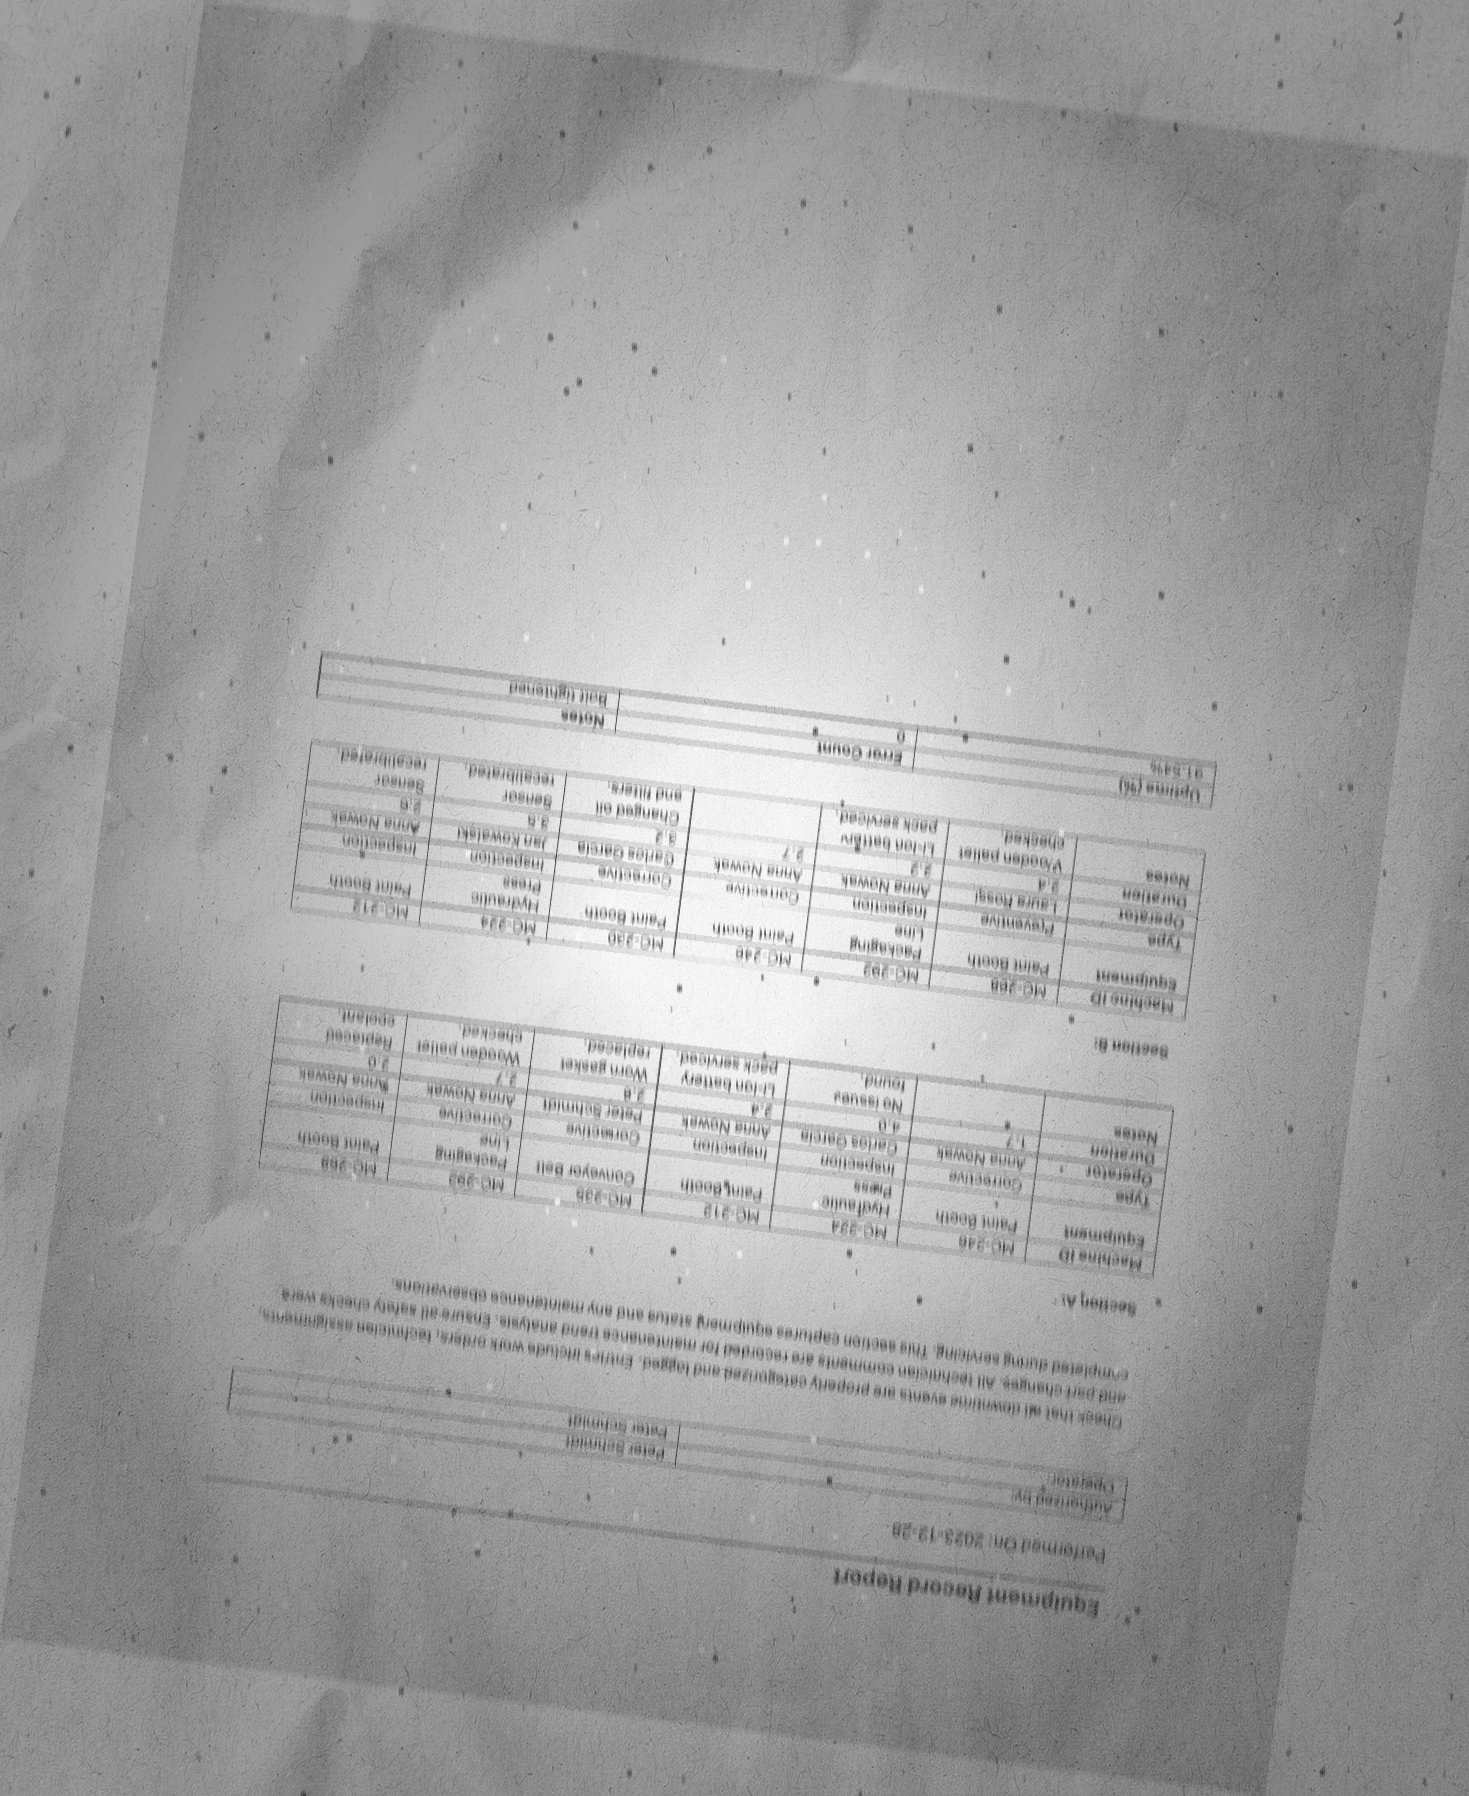 Equipment Record Report
Performed On: 2023-12-28
Authorized by: Peter Schmidt
Operator: Peter Schmidt
Check that all downtime events are properly categorized and logged. Entries include work orders, technician assignments,
and part changes. All technician comments are recorded for maintenance trend analysis. Ensure all safety checks were
completed during servicing. This section captures equipment status and any maintenance observations.
Section A:
Machine ID MC-246 MC-224 MC-212 MC-235 MC-292 MC-268
Equipment Paint Booth Hydraulic Paint Booth Conveyor Belt Packaging Paint Booth
Press Line
Type Corrective Inspection Inspection Corrective Corrective Inspection
Operator Anna Nowak Carlos Garcia Anna Nowak Peter Schmidt Anna Nowak Anna Nowak
Duration 1.7 4.0 2.8 2.7 2.0
Notes No issues Li-ion battery Worn gasket Wooden pallet Replaced
found. pack serviced. replaced. checked. coolant.
Section B:
Machine ID MC-268 MC-292 MC-246 MC-224 MC-212
Equipment Paint Booth Packaging Paint Booth Paint Booth Hydraulic Paint Booth
Line Press
Type Preventive Inspection Corrective Corrective Inspection Inspection
Operator Laura Rossi Anna Nowak Anna Nowak Carlos Garcia Jan Kowalski Anna Nowak
Duration 2.4 2.2 2.7 3.2
Notes Wooden pallet Li-ion battery Changed oil Sensor Sensor
checked. pack serviced. and filters. recalibrated. recalibrated.
Uptime (%) Error Count Notes
91.54% 0 Bolt tightened